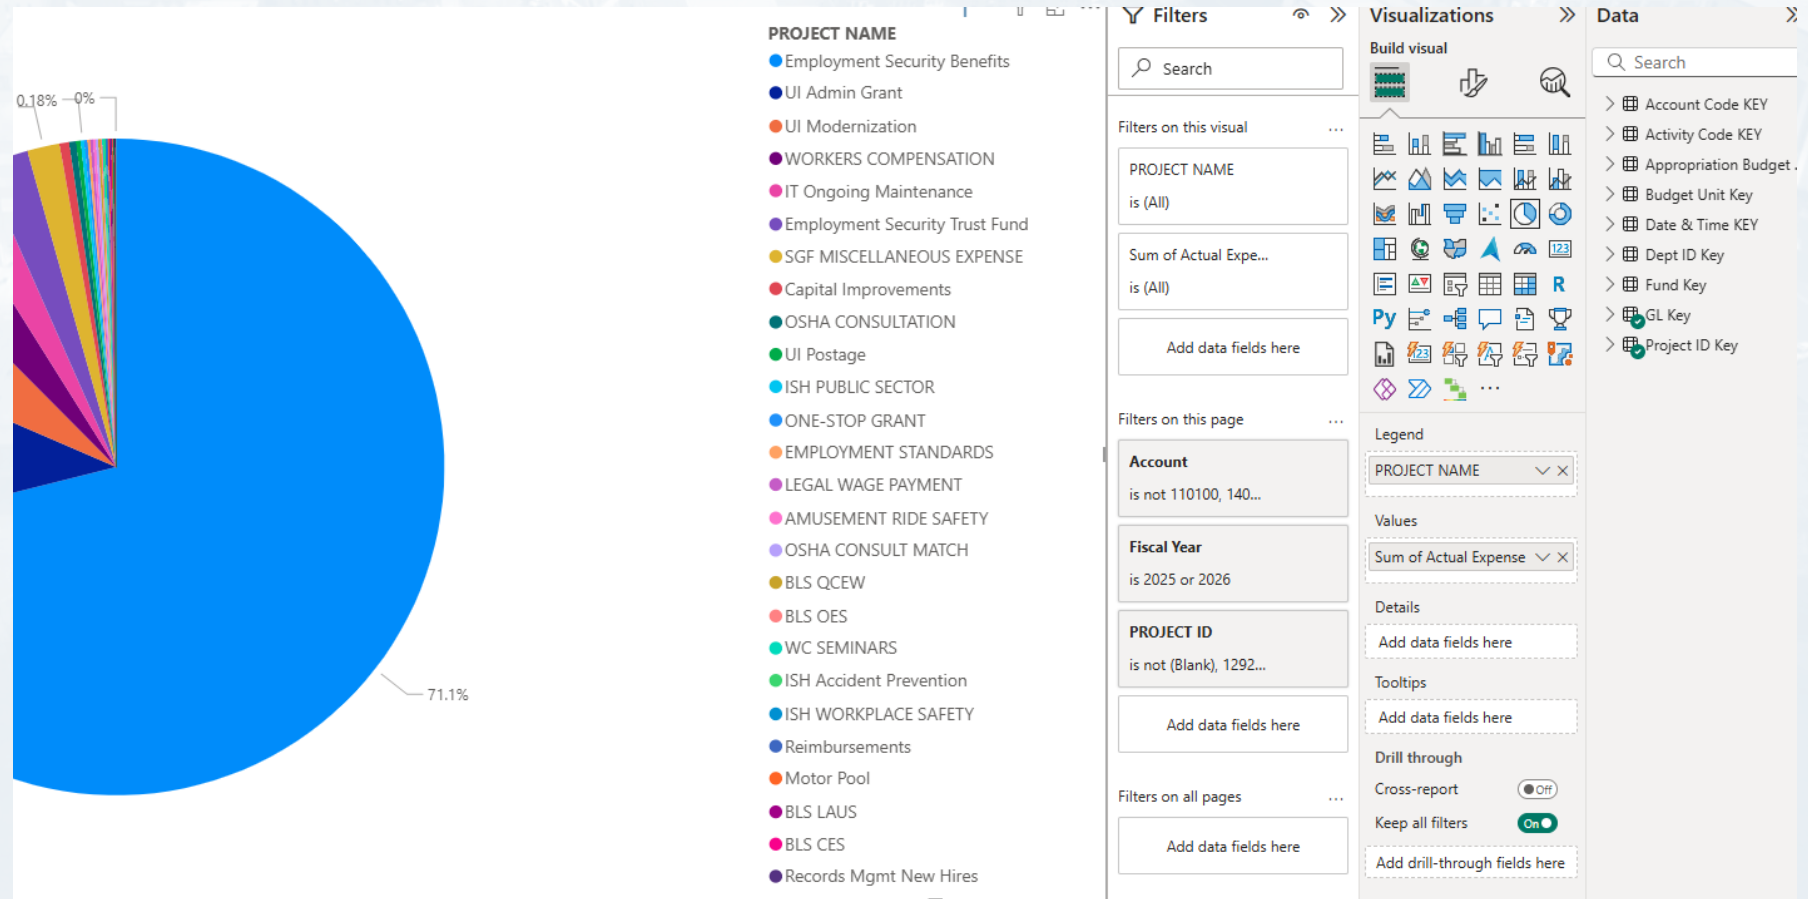 0.18%
0%
71.1%
PROJECT NAME
Employment Security Benefits
UI Admin Grant
UI Modernization
WORKERS COMPENSATION
IT Ongoing Maintenance
Employment Security Trust Fund
SGF MISCELLANEOUS EXPENSE
Capital Improvements
OSHA CONSULTATION
UI Postage
ISH PUBLIC SECTOR
ONE-STOP GRANT
EMPLOYMENT STANDARDS
LEGAL WAGE PAYMENT
AMUSEMENT RIDE SAFETY
OSHA CONSULT MATCH
BLS QCEW
BLS OES
WC SEMINARS
ISH Accident Prevention
ISH WORKPLACE SAFETY
Reimbursements
Motor Pool
BLS LAUS
BLS CES
Records Mgmt New Hires
Filters
Search
Filters on this visual
...
PROJECT NAME
is (All)
Sum of Actual Expe...
is (All)
Add data fields here
Filters on this page
...
Account
is not 110100, 140...
Fiscal Year
is 2025 or 2026
PROJECT ID
is not (Blank), 1292...
Add data fields here
Filters on all pages
...
Add data fields here
Visualizations
Build visual
123
R
Py
123
...
Legend
PROJECT NAME
Values
Sum of Actual Expense
Details
Add data fields here
Tooltips
Add data fields here
Drill through
Cross-report
Off
Keep all filters
On
Add drill-through fields here
Data
Search
Account Code KEY
Activity Code KEY
Appropriation Budget .
Budget Unit Key
Date & Time KEY
Dept ID Key
Fund Key
GL Key
Project ID Key